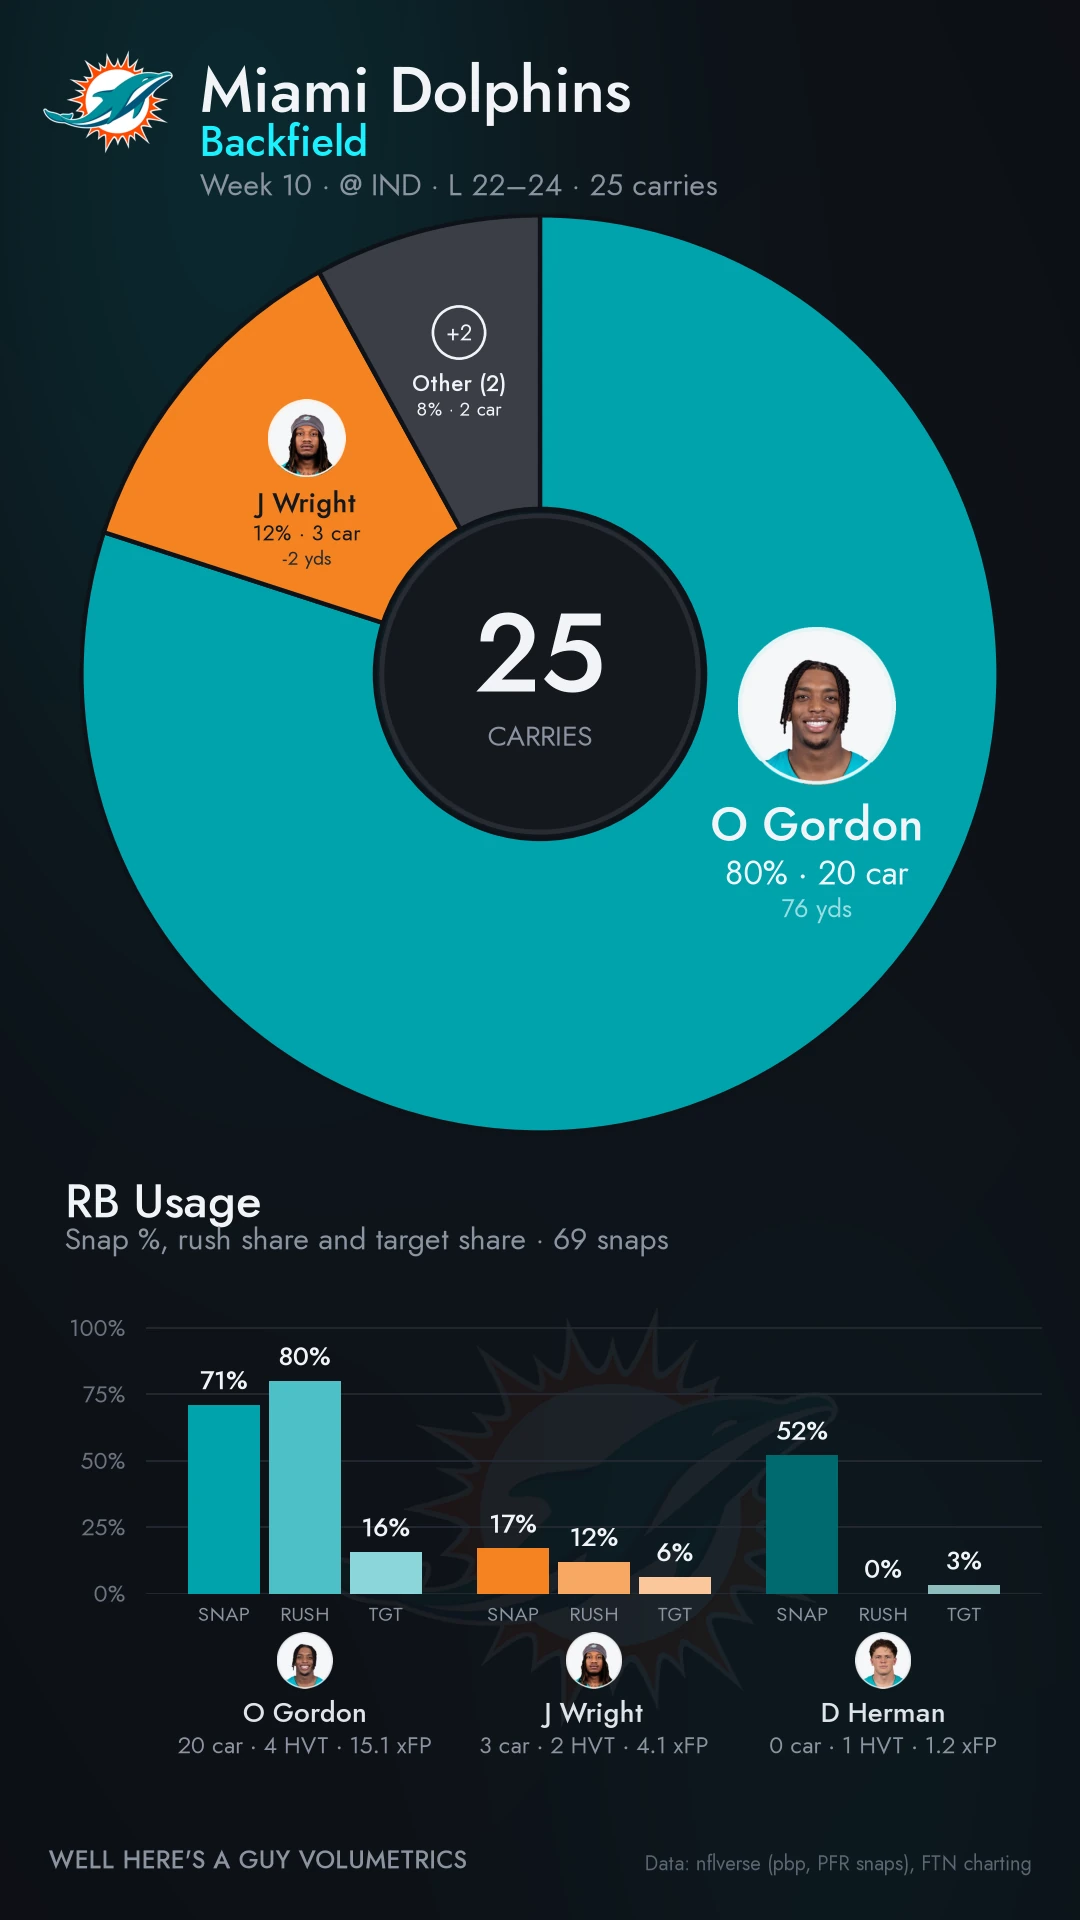 Miami Dolphins
Backfield
Week 10 · @ IND · L 22–24 · 25 carries
+2
Other (2)
8% · 2 car
J Wright
12% · 3 car
-2 yds
25
CARRIES
O Gordon
80% · 20 car
76 yds
RB Usage
Snap %, rush share and target share · 69 snaps
100%
75%
50%
25%
0%
71% 80% 16% 17% 12% 6% 52% 0% 3%
SNAP RUSH TGT SNAP RUSH TGT SNAP RUSH TGT
O Gordon J Wright D Herman
20 car · 4 HVT · 15.1 xFP 3 car · 2 HVT · 4.1 xFP 0 car · 1 HVT · 1.2 xFP
WELL HERE'S A GUY VOLUMETRICS
Data: nflverse (pbp, PFR snaps), FTN charting